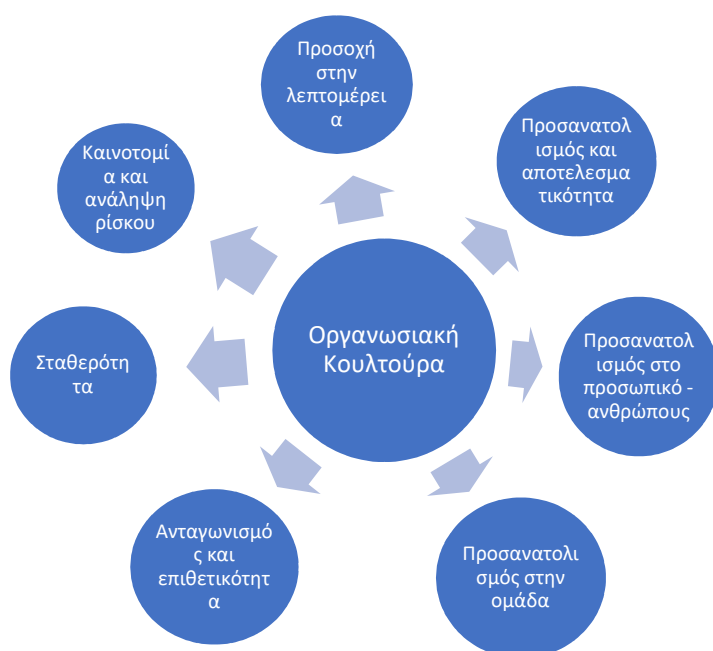 Προσοχή
στην
λεπτομέρει
α
Προσανατολ
ισμός και
αποτελεσμα
τικότητα
Προσανατολ
ισμός στο
προσωπικό -
ανθρώπους
Προσανατολι
σμός στην
ομάδα
Ανταγωνισμό
ς και
επιθετικότητ
α
Σταθερότη
τα
Καινοτομί
α και
ανάληψη
ρίσκου
Οργανωσιακή
Κουλτούρα